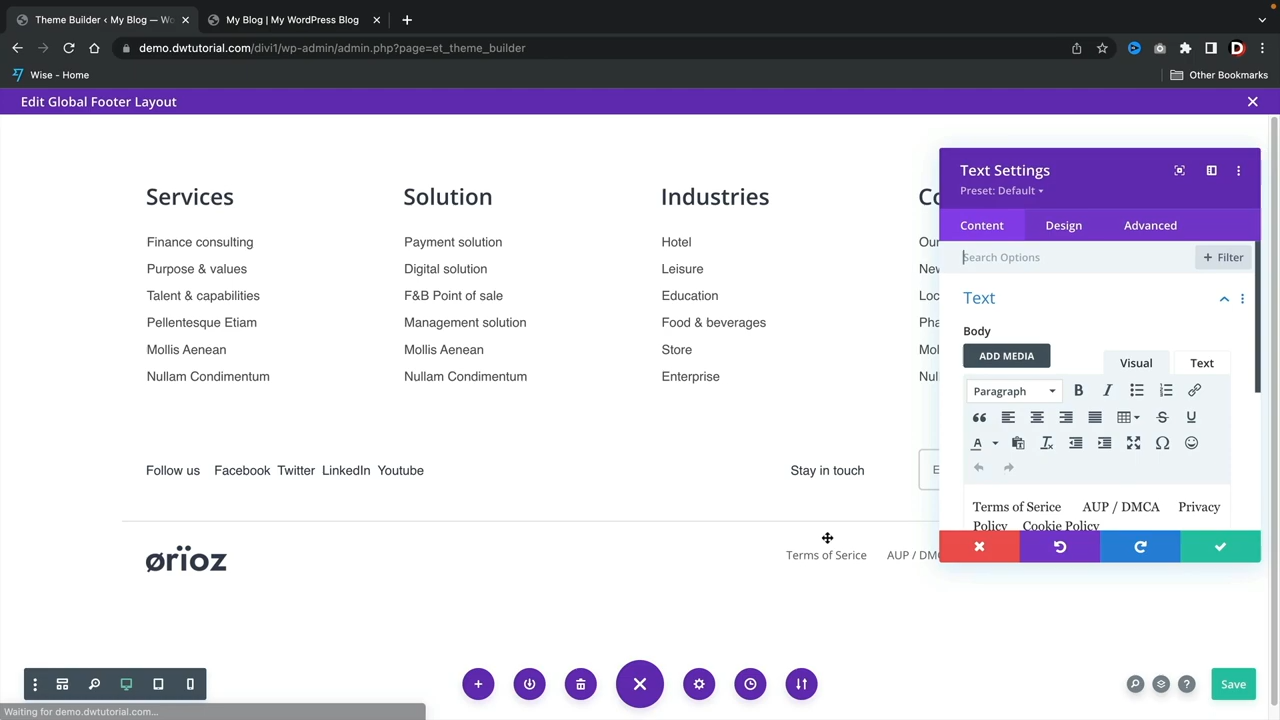 Theme Builder ‹ My Blog — Wo
My Blog | My WordPress Blog
demo.dwtutorial.com/divi1/wp-admin/admin.php?page=et_theme_builder
D
Wise - Home
Other Bookmarks
Edit Global Footer Layout
Services
Solution
Industries
Finance consulting
Payment solution
Hotel
Purpose & values
Digital solution
Leisure
Talent & capabilities
F&B Point of sale
Education
Pellentesque Etiam
Management solution
Food & beverages
Mollis Aenean
Mollis Aenean
Store
Nullam Condimentum
Nullam Condimentum
Enterprise
Follow us Facebook Twitter LinkedIn Youtube
Stay in touch
ørïoz
Terms of Serice AUP / DM
Text Settings
Preset: Default
Content Design Advanced
Search Options
+ Filter
Text
Body
ADD MEDIA
Visual Text
Paragraph
Terms of Serice AUP / DMCA Privacy
Policy Cookie Policy
Save
Waiting for demo.dwtutorial.com...